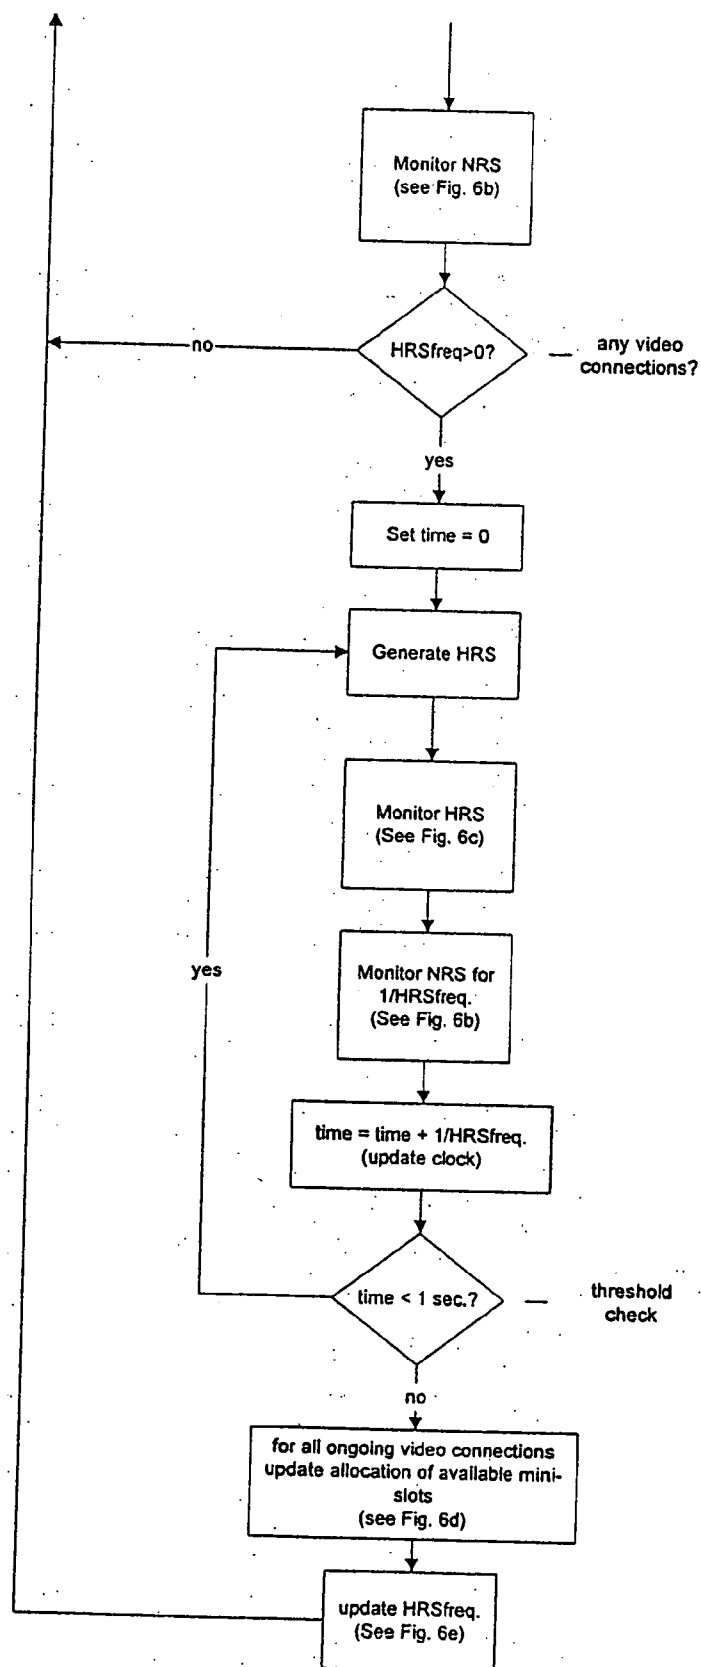 Monitor NRS
(see Fig. 6b)
no
HRSfreq>0?
any video
connections?
yes
Set time = 0
Generate HRS
Monitor HRS
(See Fig. 6c)
yes
Monitor NRS for
1/HRSfreq.
(See Fig. 6b)
time = time + 1/HRSfreq.
(update clock)
time < 1 sec.?
threshold
check
no
for all ongoing video connections
update allocation of available mini-
slots
(see Fig. 6d)
update HRSfreq.
(See Fig. 6e)